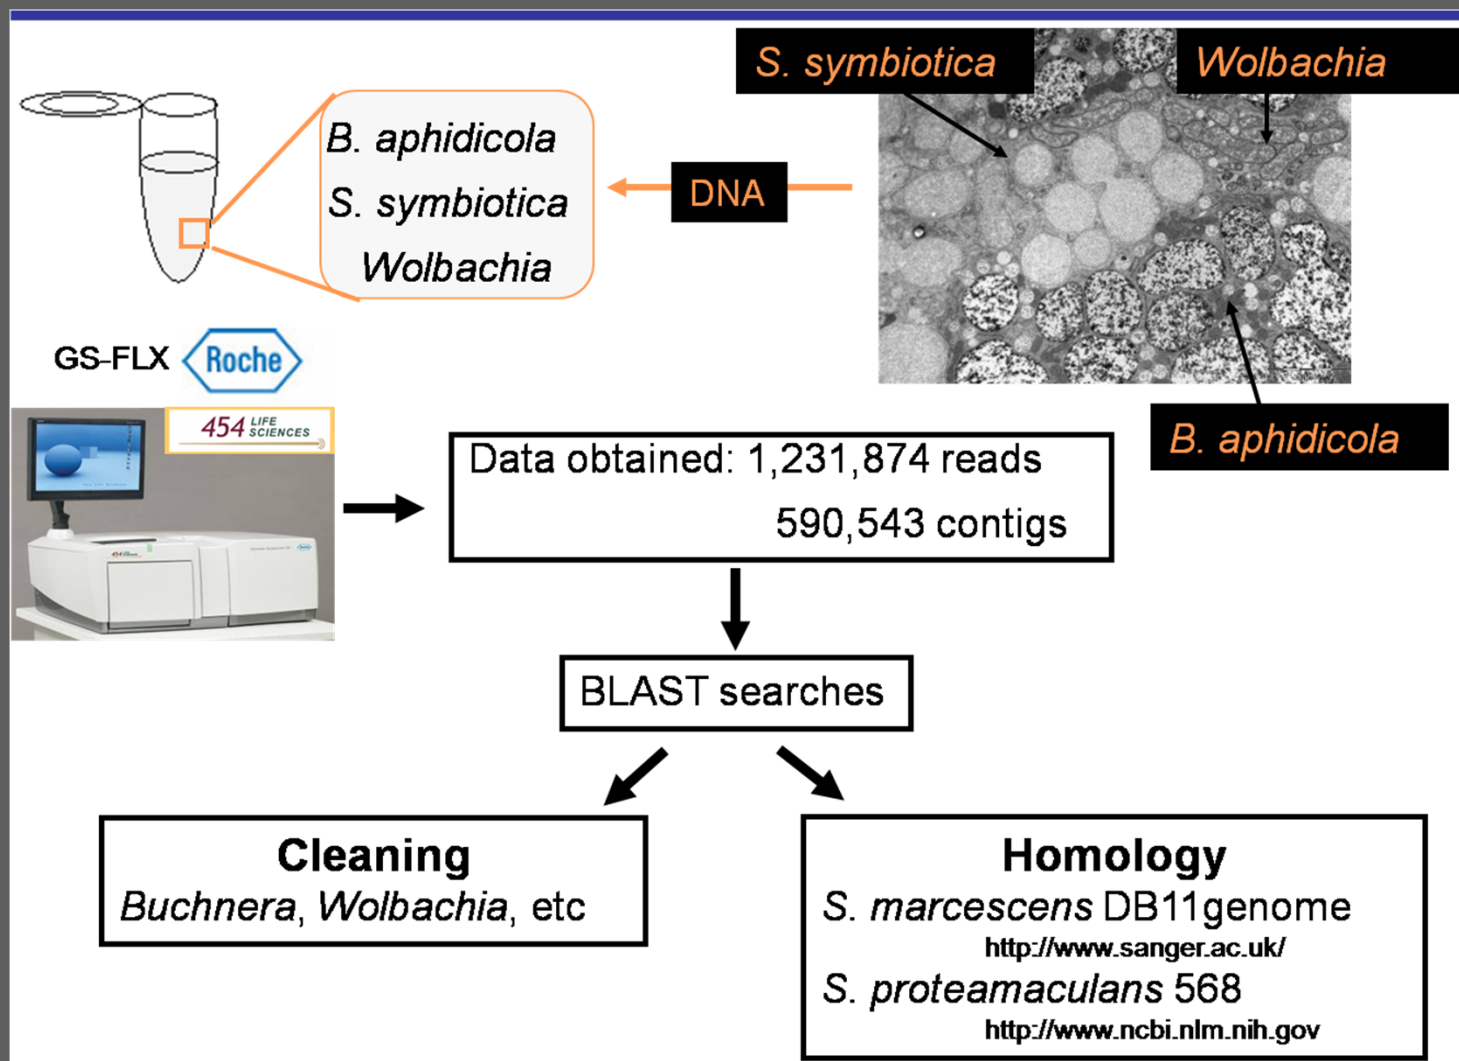 S. symbiotica
Wolbachia
B. aphidicola
S. symbiotica
Wolbachia
DNA
B. aphidicola
GS-FLX
Roche
454 LIFE SCIENCES
Data obtained: 1,231,874 reads
590,543 contigs
BLAST searches
Cleaning
Buchnera, Wolbachia, etc
Homology
S. marcescens DB11genome
http://www.sanger.ac.uk/
S. proteamaculans 568
http://www.ncbi.nlm.nih.gov